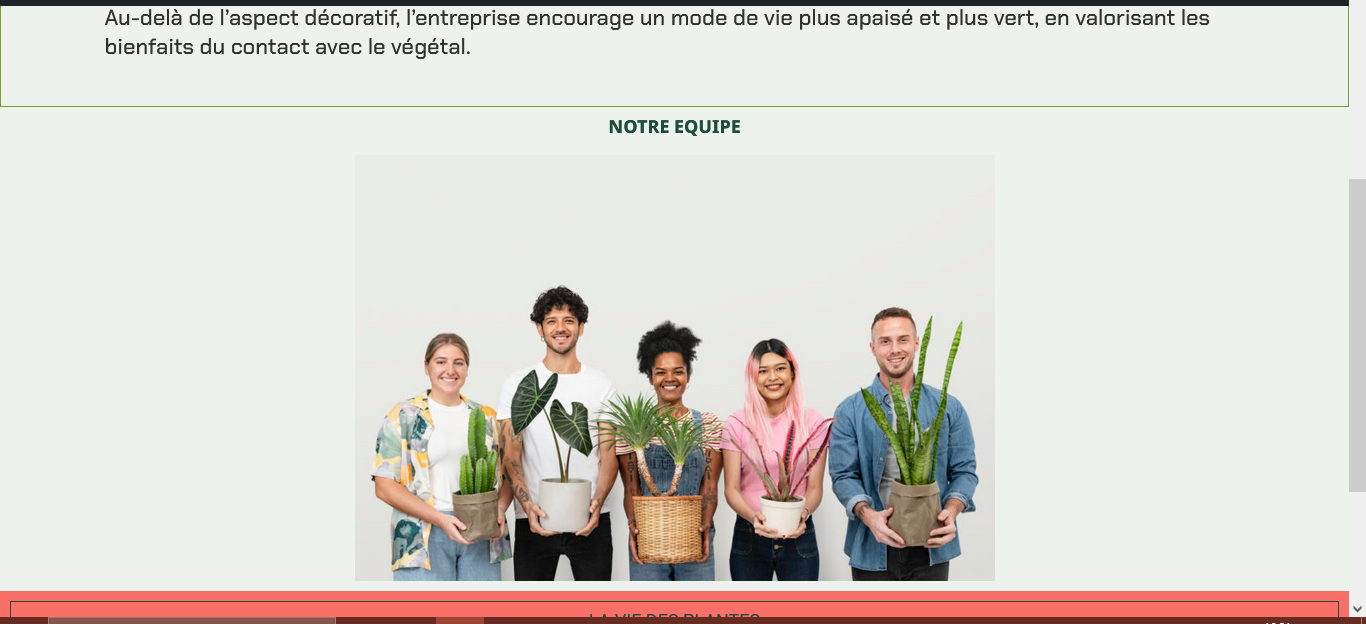 Au-delà de l'aspect décoratif, l'entreprise encourage un mode de vie plus apaisé et plus vert, en valorisant les
bienfaits du contact avec le végétal.
NOTRE EQUIPE
LA VIE DES PLANTES